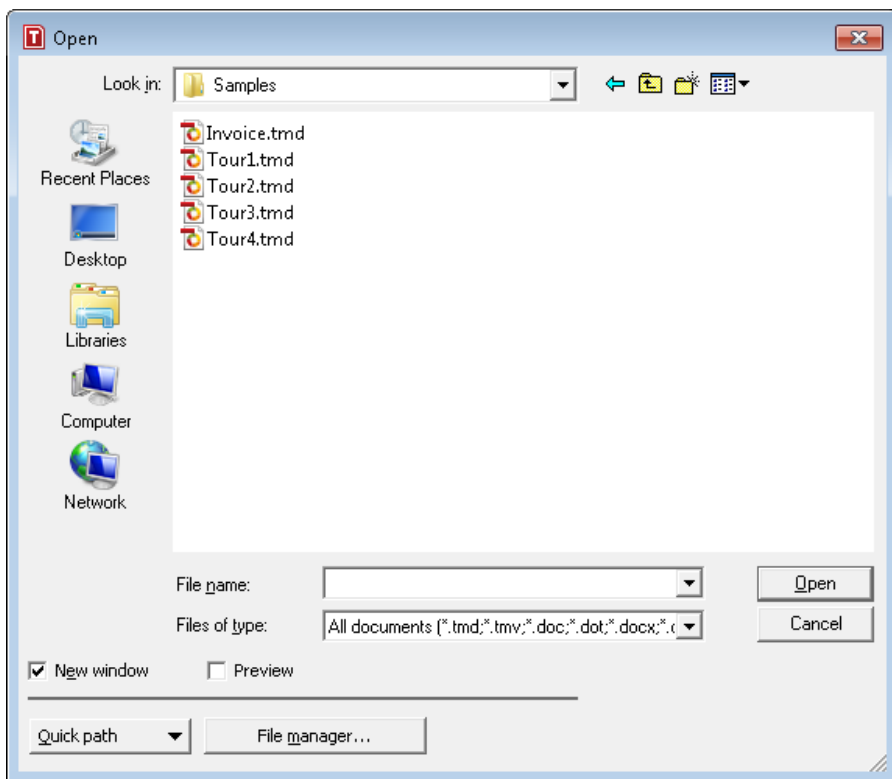 Open
Look in: Samples
Invoice.tmd
Tour1.tmd
Tour2.tmd
Tour3.tmd
Tour4.tmd
Recent Places
Desktop
Libraries
Computer
Network
File name:
Open
Files of type: All documents (*.tmd;*.tmv;*.doc;*.dot;*.docx;*.
Cancel
New window Preview
Quick path File manager...